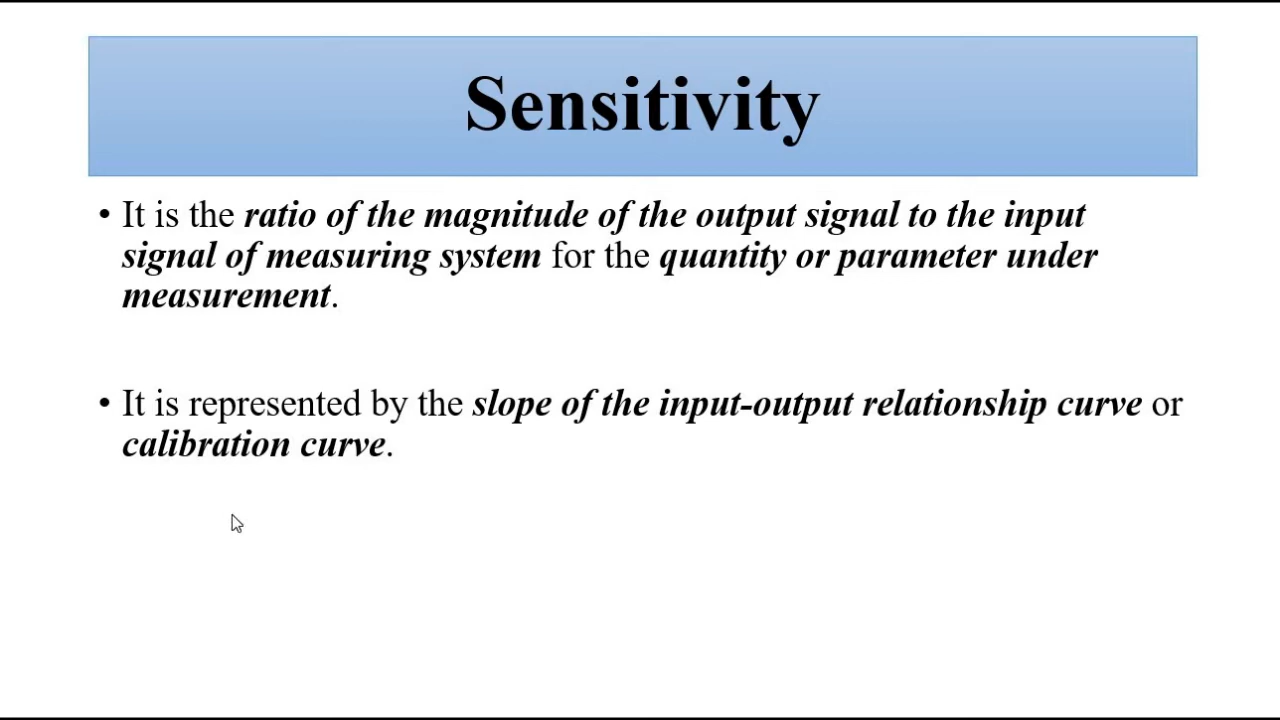 Sensitivity
• It is the ratio of the magnitude of the output signal to the input
signal of measuring system for the quantity or parameter under
measurement.
• It is represented by the slope of the input-output relationship curve or
calibration curve.